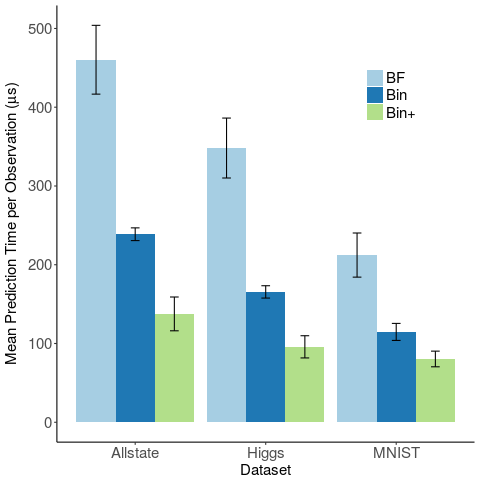 Mean Prediction Time per Observation (µs)
500
400
300
200
100
0
BF
Bin
Bin+
Allstate Higgs MNIST
Dataset